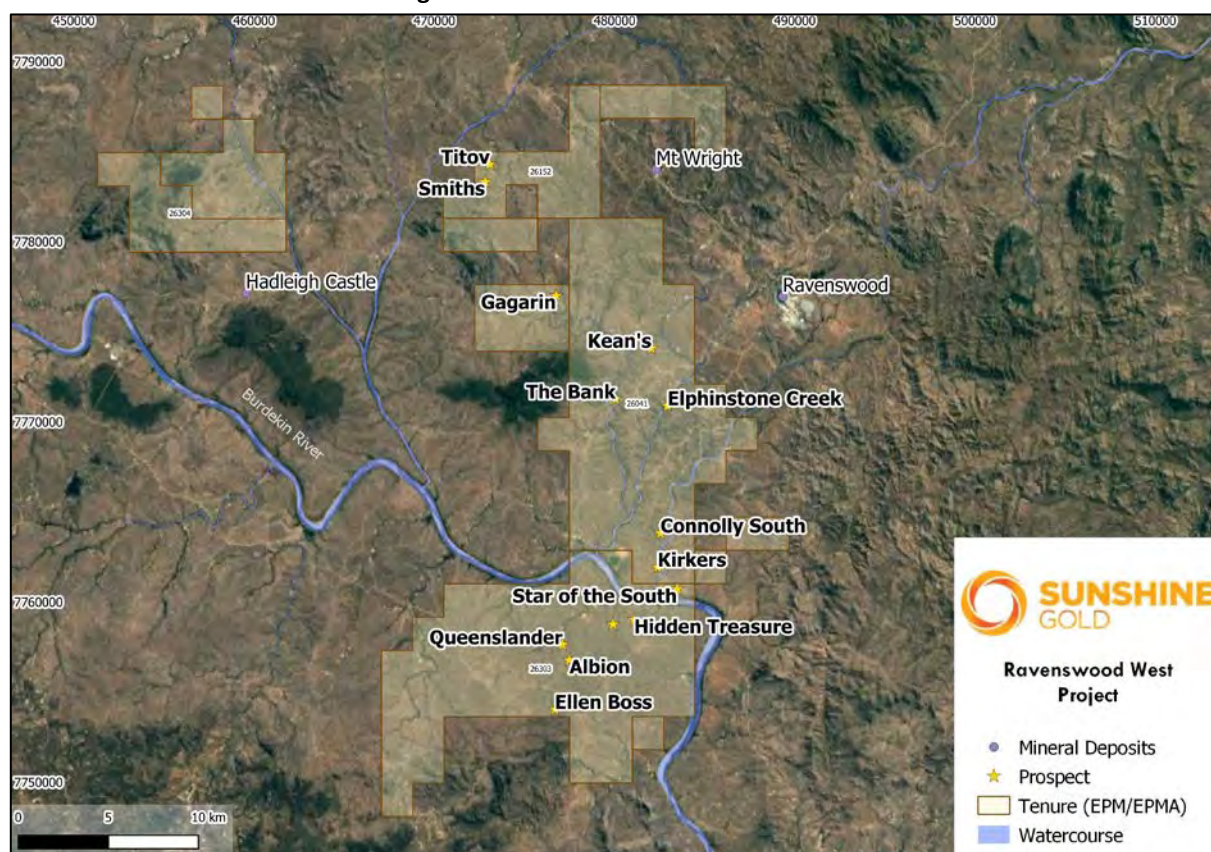 450000 460000 470000 480000 490000 500000 510000
7790000
Titov
Mt Wright
26152
Smiths
26304
7780000
Hadleigh Castle
Ravenswood
Gagarin
Kean's
The Bank
26041
Elphinstone Creek
7770000
Burdekin River
Connolly South
Kirkers
7760000
Star of the South
Hidden Treasure
Queenslander
Albion
26303
Ellen Boss
7750000
0 5 10 km
SUNSHINE
GOLD
Ravenswood West
Project
Mineral Deposits
Prospect
Tenure (EPM/EPMA)
Watercourse